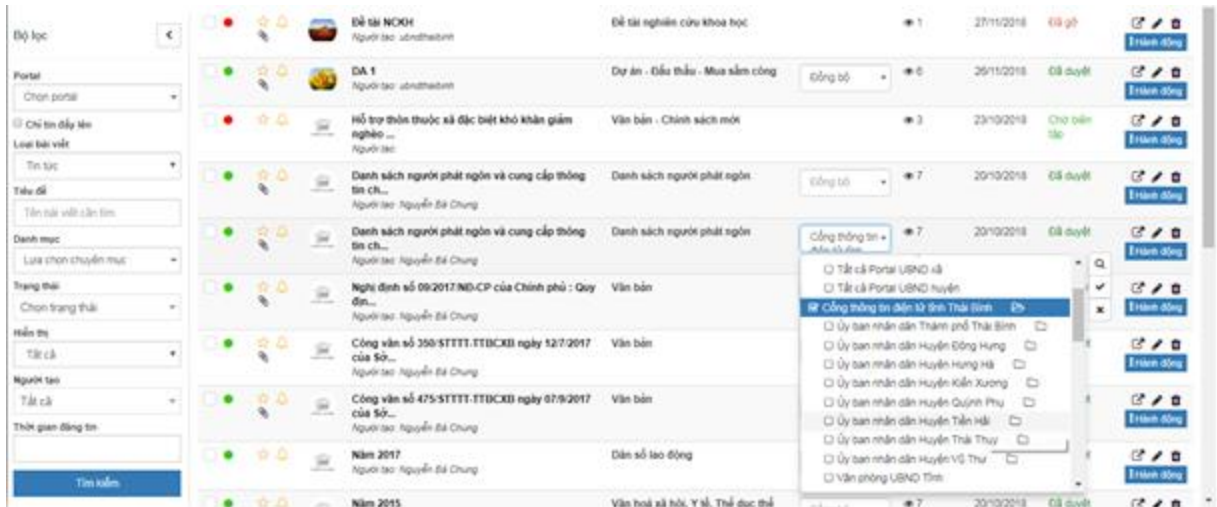 Bộ lọc
Portal
Chọn portal
Chỉ tin đẩy lên
Loại bài viết
Tin tức
Tiêu đề
Tên bài viết cần tìm
Danh mục
Lựa chọn chuyên mục
Trạng thái
Chọn trạng thái
Hiển thị
Tất cả
Người tạo
Tất cả
Thời gian đăng tin
Tìm kiếm
Đề tài NCKH Đề tài nghiên cứu khoa học 1 27/11/2018 Đã gỡ
Người tạo: ubndthaibinh Hành động
DA 1 Dự án - Đấu thầu - Mua sắm công Đồng bộ 6 26/11/2018 Đã duyệt
Người tạo: ubndthaibinh Hành động
Hỗ trợ thôn thuộc xã đặc biệt khó khăn giảm Văn bản - Chính sách mới 3 23/10/2018 Chờ biên
nghèo ... tập Hành động
Người tạo:
Danh sách người phát ngôn và cung cấp thông Danh sách người phát ngôn Đồng bộ 7 20/10/2018 Đã duyệt
tin ch... Hành động
Người tạo: Nguyễn Bá Chung
Danh sách người phát ngôn và cung cấp thông Danh sách người phát ngôn Cổng thông tin 7 20/10/2018 Đã duyệt
tin ch... Hành động
Người tạo: Nguyễn Bá Chung
Tất cả Portal UBND xã
Tất cả Portal UBND huyện
Cổng thông tin điện tử tỉnh Thái Bình
Ủy ban nhân dân Thành phố Thái Bình
Ủy ban nhân dân Huyện Đông Hưng
Ủy ban nhân dân Huyện Hưng Hà
Ủy ban nhân dân Huyện Kiến Xương
Ủy ban nhân dân Huyện Quỳnh Phụ
Ủy ban nhân dân Huyện Tiền Hải
Ủy ban nhân dân Huyện Thái Thụy
Ủy ban nhân dân Huyện Vũ Thư
Văn phòng UBND Tỉnh
Nghị định số 09/2017/NĐ-CP của Chính phủ : Quy Văn bản
địn... Hành động
Người tạo: Nguyễn Bá Chung
Công văn số 350/STTTT-TTBCXB ngày 12/7/2017 Văn bản
của Sở... Hành động
Người tạo: Nguyễn Bá Chung
Công văn số 475/STTTT-TTBCXB ngày 07/9/2017 Văn bản
của Sở... Hành động
Người tạo: Nguyễn Bá Chung
Năm 2017 Dân số lao động
Người tạo: Nguyễn Bá Chung Hành động
Năm 2015 Văn hoá xã hội, Y tế, Thể dục thể 7 20/10/2018 Đã duyệt